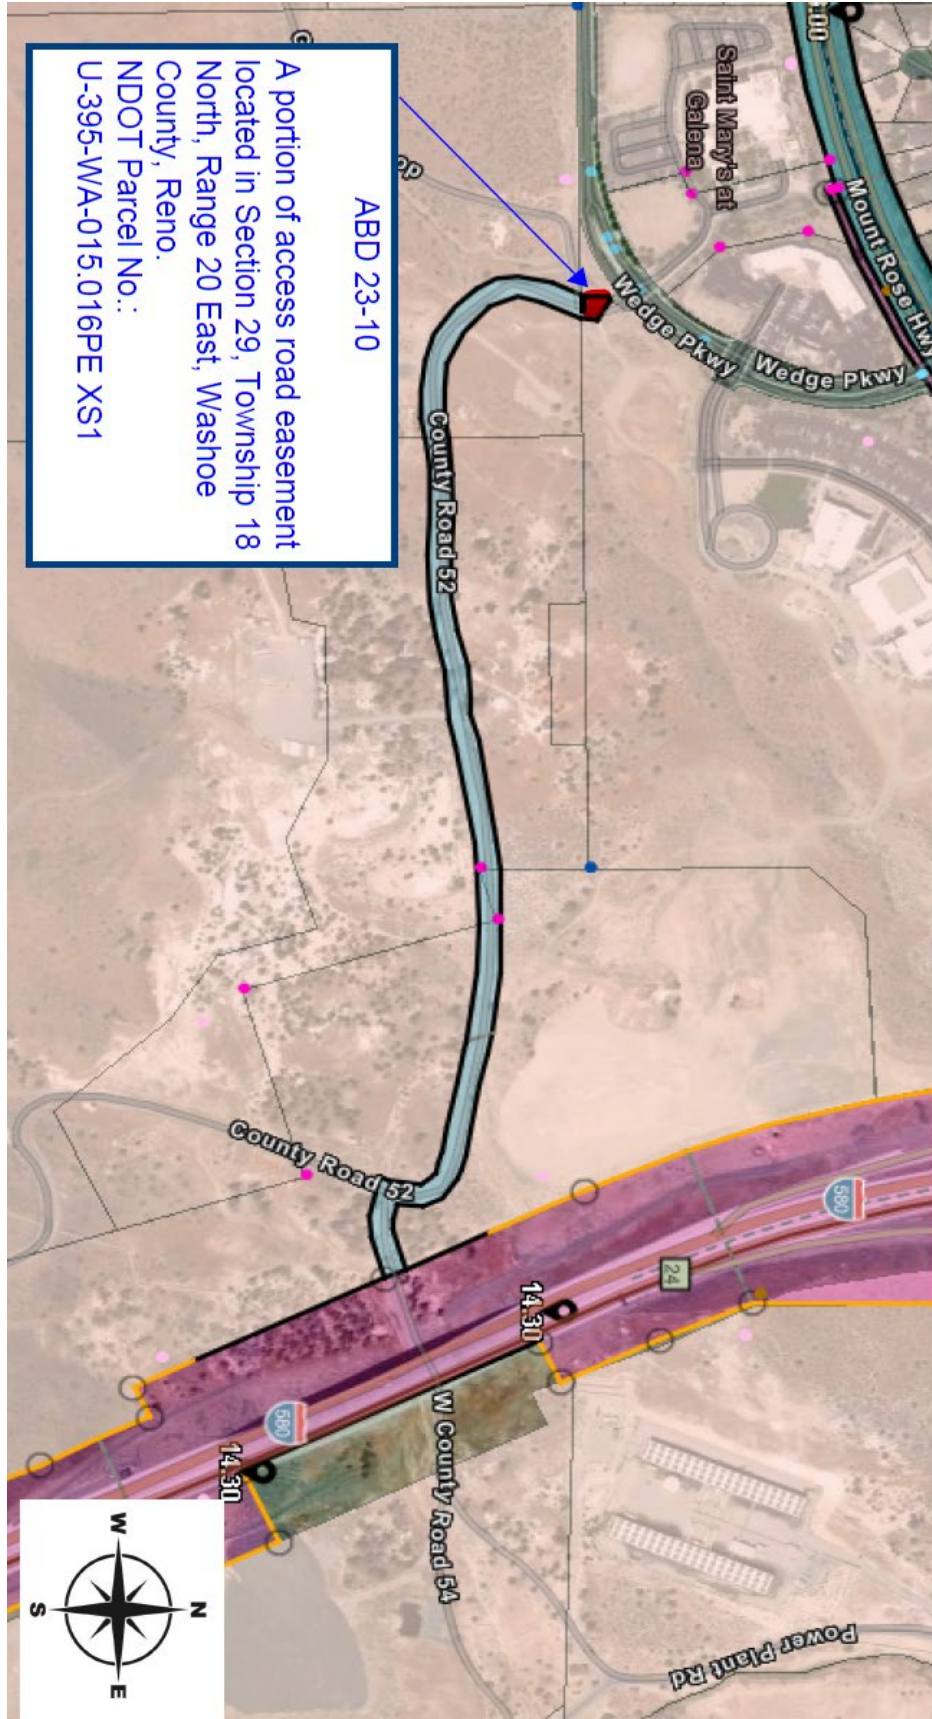 ABD 23-10
A portion of access road easement
located in Section 29, Township 18
North, Range 20 East, Washoe
County, Reno.
NDOT Parcel No.:
U-395-WA-015.016PE XS1
Saint Mary's at
Galena
Mount Rose Hwy
Wedge Pkwy
Wedge Pkwy
County Road 52
County Road 52
580
24
14.30
580
14.30
W County Road 54
Power Plant Rd
N
W
E
S